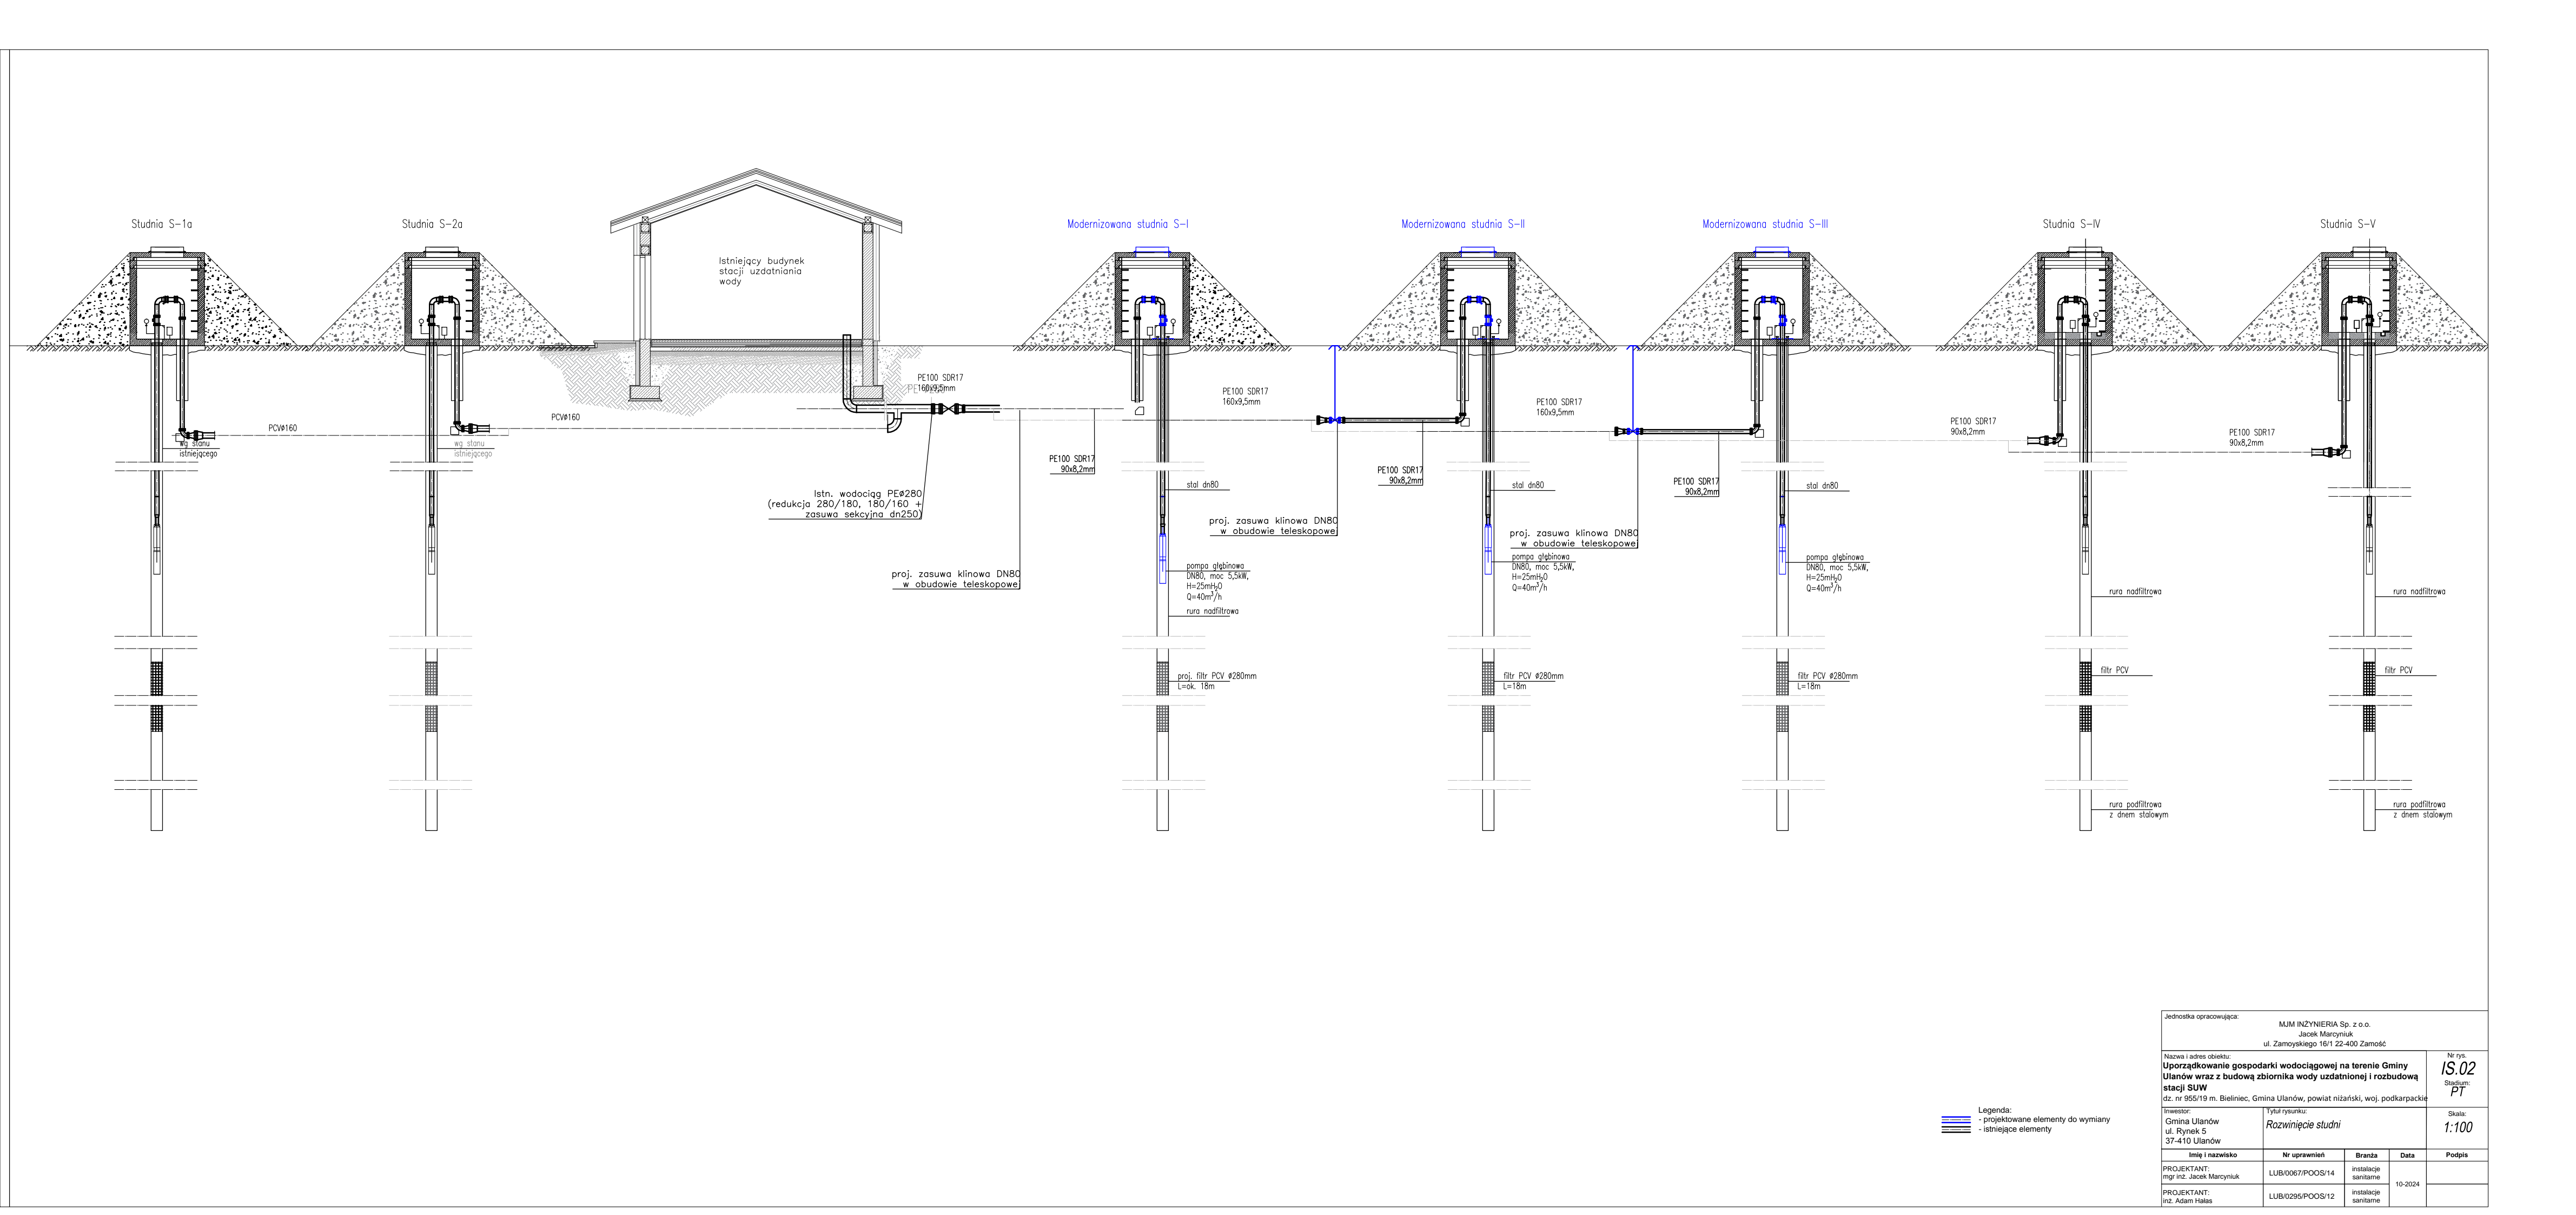 Studnia S-1a
Studnia S-2a
Modernizowana studnia S-I
Modernizowana studnia S-II
Modernizowana studnia S-III
Studnia S-IV
Studnia S-V
Istniejący budynek
stacji uzdatniania
wody
PCVø160
wg stanu
istniejącego
PCVø160
wg stanu
istniejącego
PE100 SDR17
160x9,5mm
Istn. wodociąg PEø280
(redukcja 280/180, 180/160 +
zasuwa sekcyjna dn250)
proj. zasuwa klinowa DN80
w obudowie teleskopowej
PE100 SDR17
90x8,2mm
PE100 SDR17
160x9,5mm
stal dn80
proj. zasuwa klinowa DN80
w obudowie teleskopowej
pompa głębinowa
DN80, moc 5,5kW,
H=25mH₂O
Q=40m³/h
rura nadfiltrowa
proj. filtr PCV ø280mm
L=ok. 18m
PE100 SDR17
90x8,2mm
PE100 SDR17
160x9,5mm
stal dn80
proj. zasuwa klinowa DN80
w obudowie teleskopowej
pompa głębinowa
DN80, moc 5,5kW,
H=25mH₂O
Q=40m³/h
filtr PCV ø280mm
L=18m
PE100 SDR17
90x8,2mm
stal dn80
pompa głębinowa
DN80, moc 5,5kW,
H=25mH₂O
Q=40m³/h
filtr PCV ø280mm
L=18m
PE100 SDR17
90x8,2mm
rura nadfiltrowa
filtr PCV
rura podfiltrowa
z dnem stalowym
PE100 SDR17
90x8,2mm
rura nadfiltrowa
filtr PCV
rura podfiltrowa
z dnem stalowym
Legenda:
- projektowane elementy do wymiany
- istniejące elementy
Jednostka opracowująca:
MJM INŻYNIERIA Sp. z o.o.
Jacek Marcyniuk
ul. Zamoyskiego 16/1 22-400 Zamość
Nazwa i adres obiektu:
Uporządkowanie gospodarki wodociągowej na terenie Gminy
Ulanów wraz z budową zbiornika wody uzdatnionej i rozbudową
stacji SUW
dz. nr 955/19 m. Bieliniec, Gmina Ulanów, powiat niżański, woj. podkarpackie
Nr rys.
IS.02
Stadium:
PT
Inwestor:
Gmina Ulanów
ul. Rynek 5
37-410 Ulanów
Tytuł rysunku:
Rozwinięcie studni
Skala:
1:100
Imię i nazwisko Nr uprawnień Branża Data Podpis
PROJEKTANT:
mgr inż. Jacek Marcyniuk
LUB/0067/POOS/14
instalacje
sanitarne
10-2024
PROJEKTANT:
inż. Adam Hałas
LUB/0295/POOS/12
instalacje
sanitarne